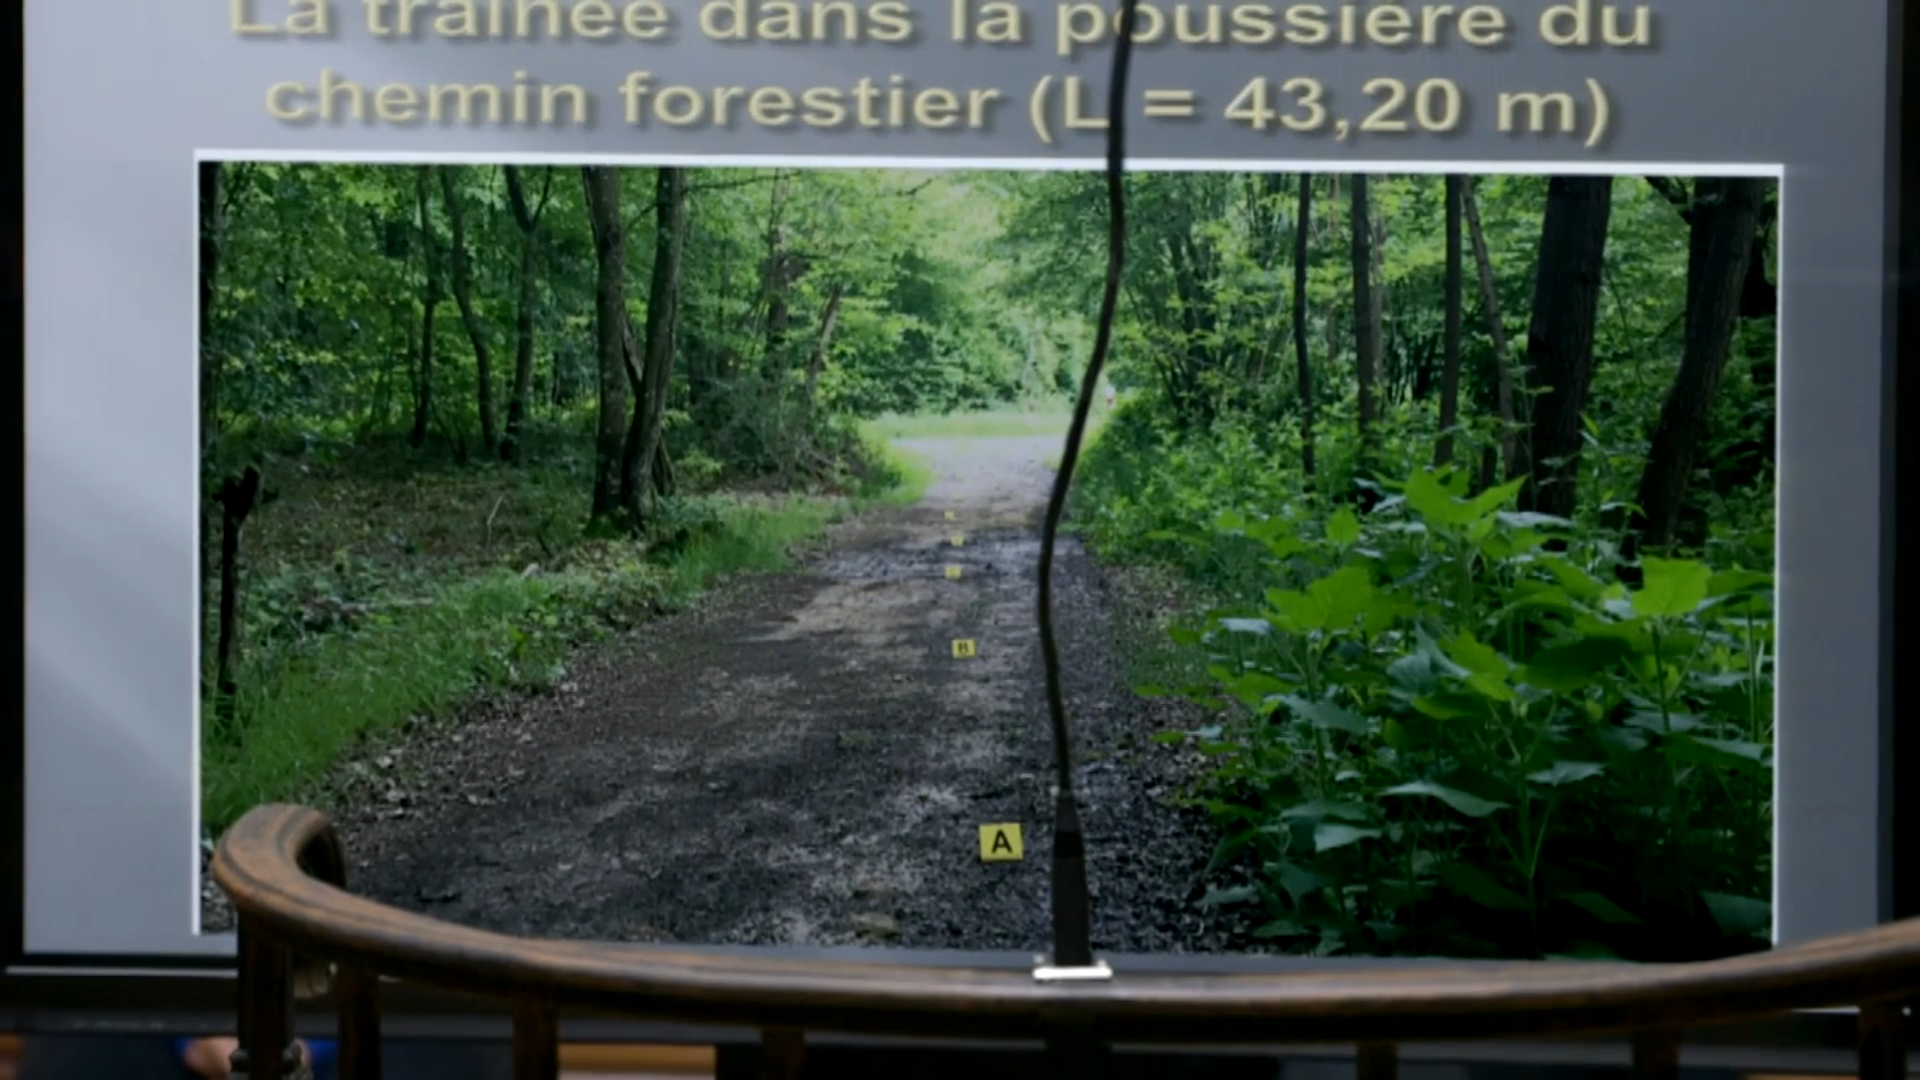 La traînée dans la poussière du
chemin forestier (L = 43,20 m)
B
A